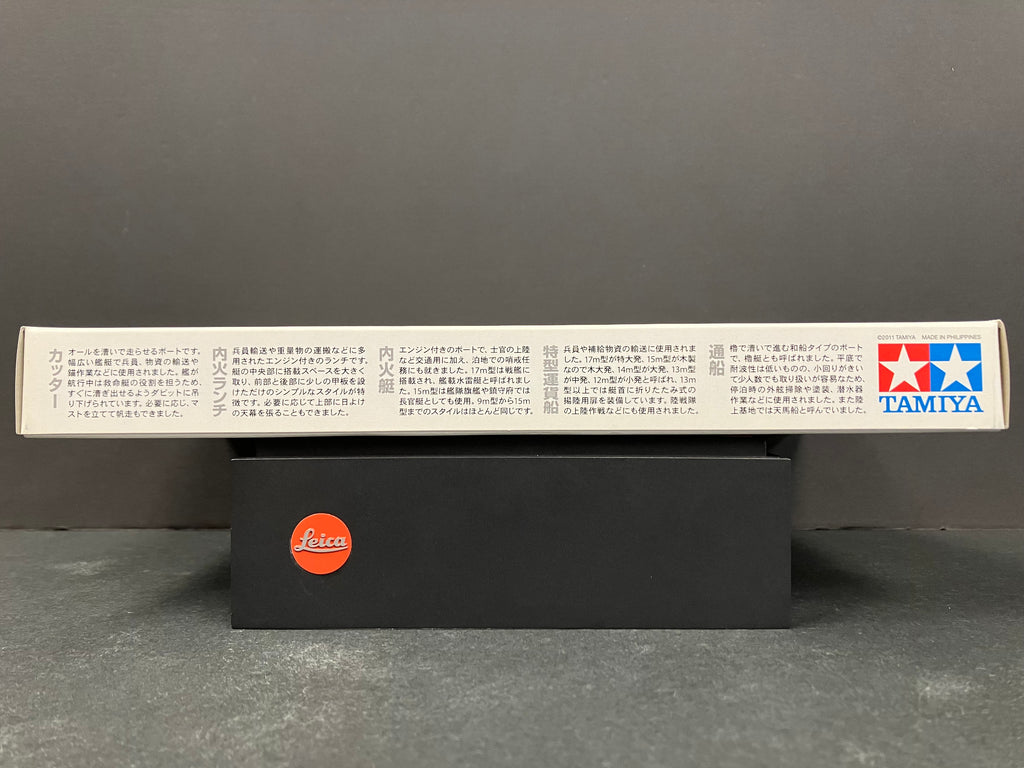 カッター
オールを漕いで走らせるボートです。
幅広い艦艇で兵員、物資の輸送や
錨作業などに使用されました。艦が
航行中は救命艇の役割を担うため、
すぐに漕ぎ出せるようダビットに吊
り下げられています。必要に応じ、マ
ストを立てて帆走もできました。
内火ランチ
兵員輸送や重量物の運搬などに多
用されたエンジン付きのランチです。
艇の中央部に搭載スペースを大きく
取り、前部と後部に少しの甲板を設
けただけのシンプルなスタイルが特
徴です。必要に応じて上部に日よけ
の天幕を張ることもできました。
内火艇
エンジン付きのボートで、士官の上陸
など交通用に加え、泊地での哨戒任
務にも就きました。17m型は戦艦に
搭載され、艦載水雷艇と呼ばれまし
た。15m型は艦隊旗艦や鎮守府では
長官艇としても使用。9m型から15m
型までのスタイルはほとんど同じです。
特型運貨船
兵員や補給物資の輸送に使用されま
した。17m型が特大発、15m型が木製
なので木大発、14m型が大発、13m型
が中発、12m型が小発と呼ばれ、13m
型以上では艇首に折りたたみ式の
揚陸用扉を装備しています。陸戦隊
の上陸作戦などにも使用されました。
通船
櫓で漕いで進む和船タイプのボート
で、櫓艇とも呼ばれました。平底で
耐波性は低いものの、小回りがきい
て少人数でも取り扱いが容易なため、
停泊時の外舷掃除や塗装、潜水器
作業などに使用されました。また陸
上基地では天馬船と呼んでいました。
©2011 TAMIYA MADE IN PHILIPPINES
TAMIYA
Leica